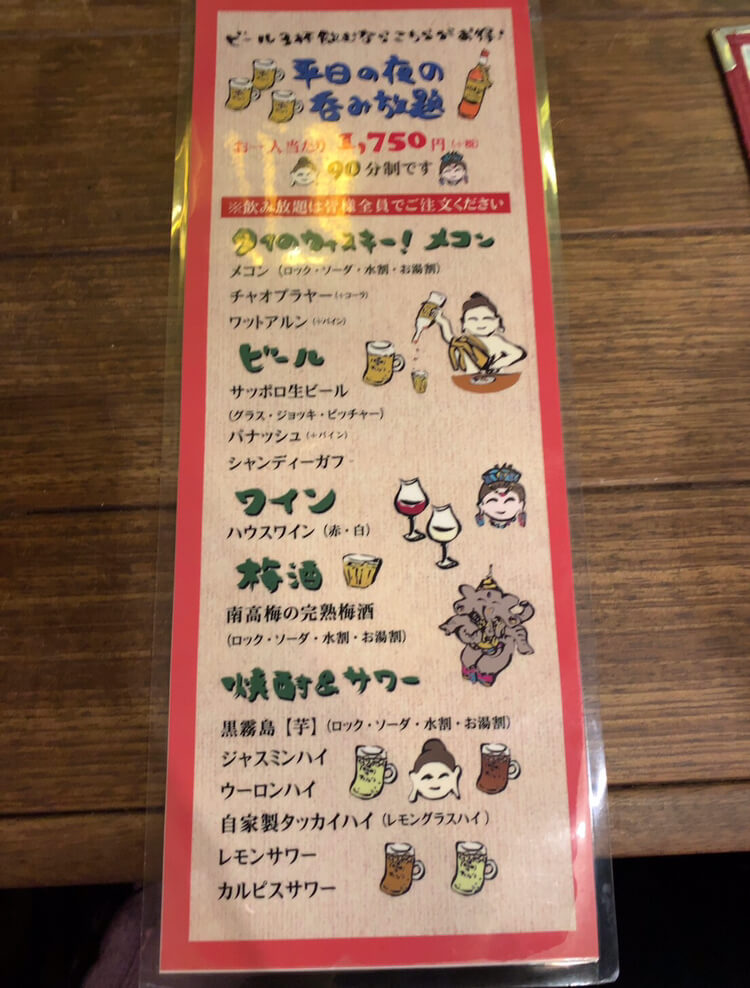 ビール3杯飲むならこちらがお得！
平日の夜の
呑み放題
お一人当たり 1,750円(+税)
90分制です
※飲み放題は皆様全員でご注文ください
タイのウイスキー！メコン
メコン（ロック・ソーダ・水割・お湯割）
チャオプラヤー(+コーラ)
ワットアルン(+パイン)
ビール
サッポロ生ビール
(グラス・ジョッキ・ピッチャー)
パナッシュ(+パイン)
シャンディーガフ
ワイン
ハウスワイン（赤・白）
梅酒
南高梅の完熟梅酒
(ロック・ソーダ・水割・お湯割)
焼酎&サワー
黒霧島【芋】(ロック・ソーダ・水割・お湯割)
ジャスミンハイ
ウーロンハイ
自家製タッカイハイ（レモングラスハイ）
レモンサワー
カルピスサワー